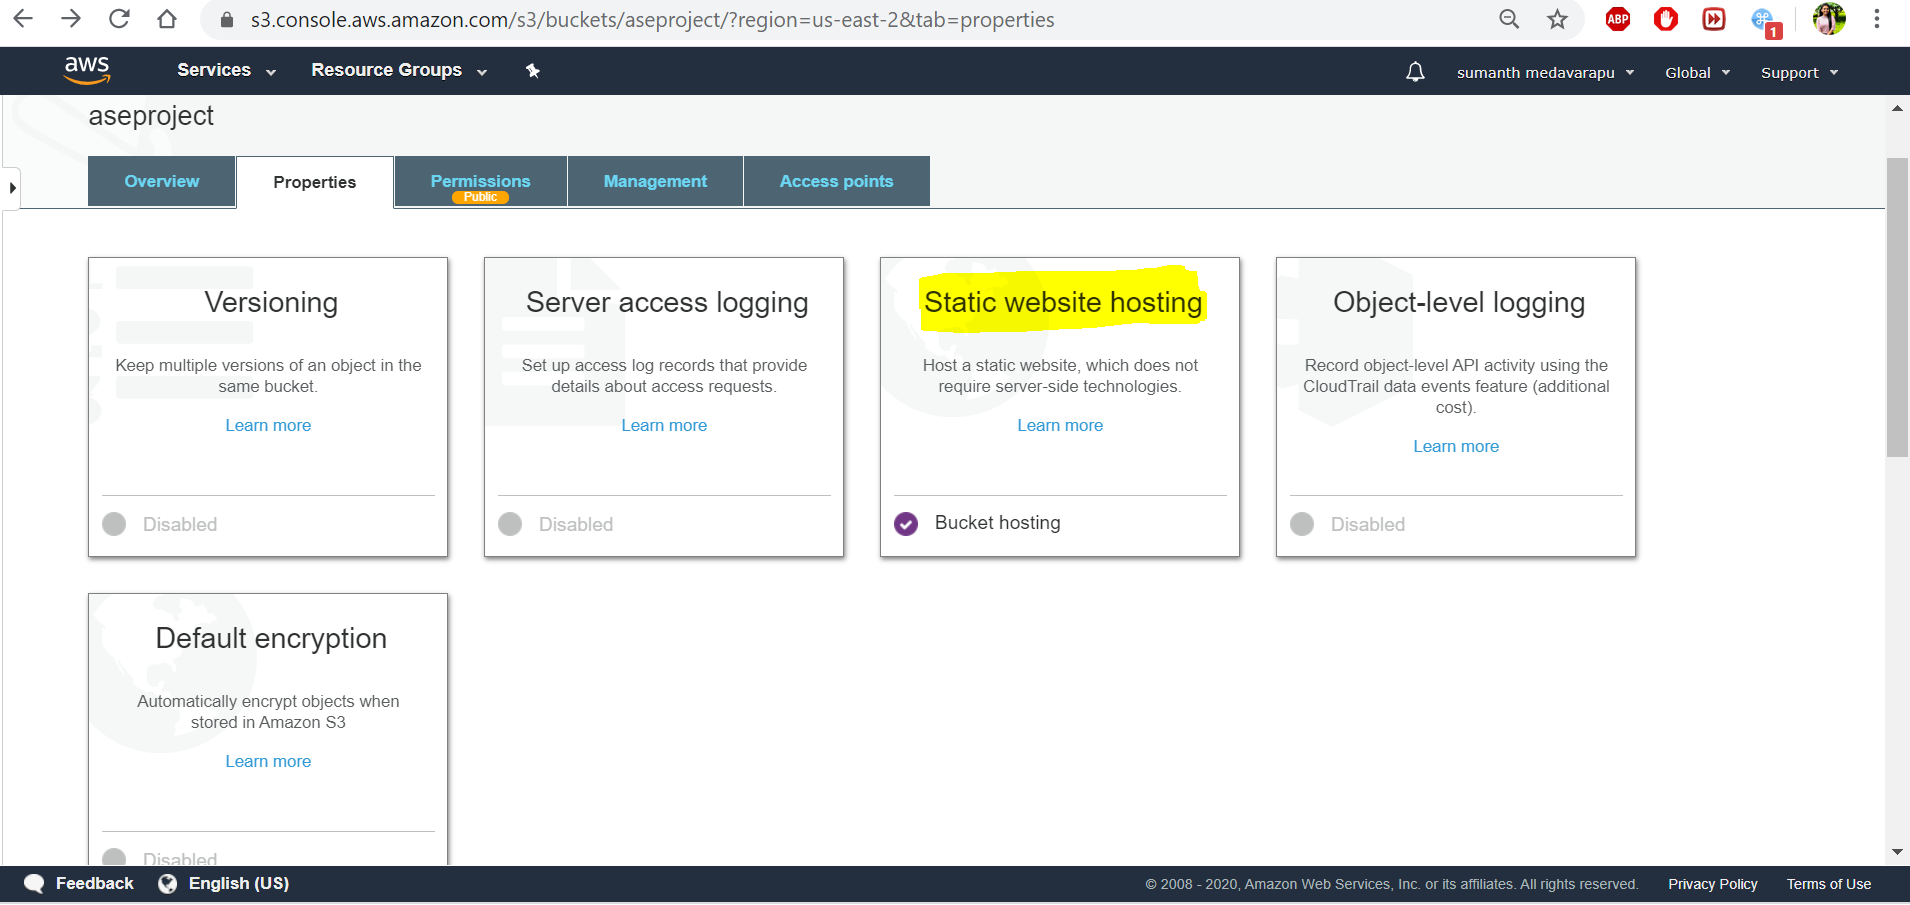 s3.console.aws.amazon.com/s3/buckets/aseproject/?region=us-east-2&tab=properties
ABP
1
aws
Services
Resource Groups
sumanth medavarapu
Global
Support
aseproject
Overview
Properties
Permissions
Public
Management
Access points
Versioning
Keep multiple versions of an object in the
same bucket.
Learn more
Disabled
Server access logging
Set up access log records that provide
details about access requests.
Learn more
Disabled
Static website hosting
Host a static website, which does not
require server-side technologies.
Learn more
Bucket hosting
Object-level logging
Record object-level API activity using the
CloudTrail data events feature (additional
cost).
Learn more
Disabled
Default encryption
Automatically encrypt objects when
stored in Amazon S3
Learn more
Disabled
Feedback
English (US)
© 2008 - 2020, Amazon Web Services, Inc. or its affiliates. All rights reserved.
Privacy Policy
Terms of Use